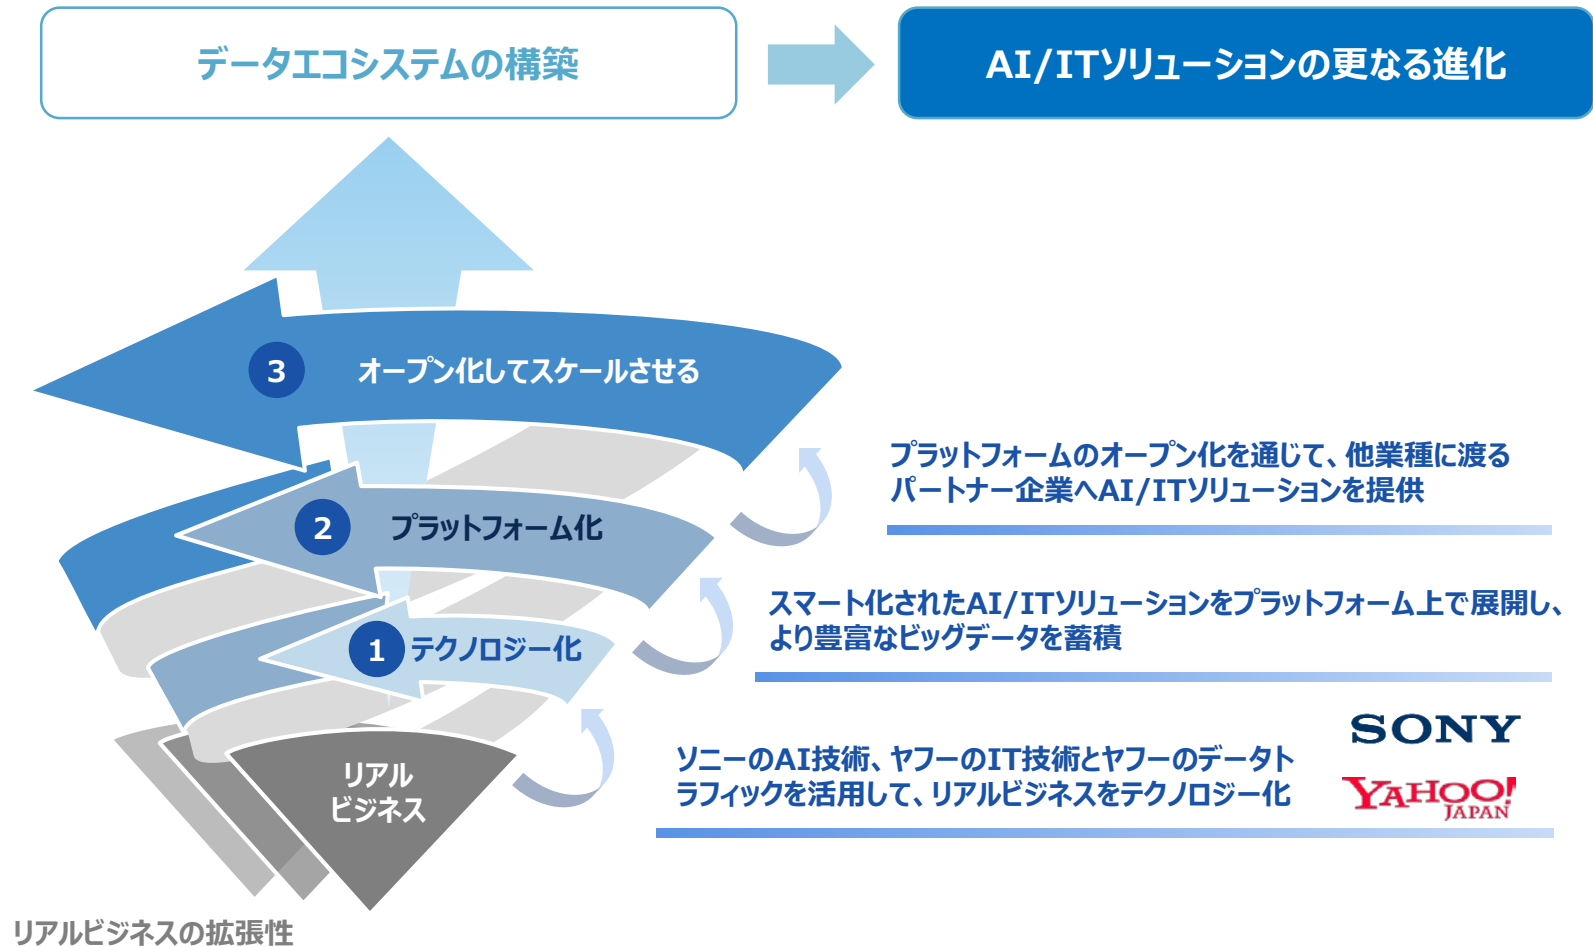 データエコシステムの構築
AI/ITソリューションの更なる進化
3
オープン化してスケールさせる
プラットフォームのオープン化を通じて、他業種に渡る
パートナー企業へAI/ITソリューションを提供
2
プラットフォーム化
スマート化されたAI/ITソリューションをプラットフォーム上で展開し、
より豊富なビッグデータを蓄積
1
テクノロジー化
SONY
ソニーのAI技術、ヤフーのIT技術とヤフーのデータト
ラフィックを活用して、リアルビジネスをテクノロジー化
YAHOO!
JAPAN
リアル
ビジネス
リアルビジネスの拡張性